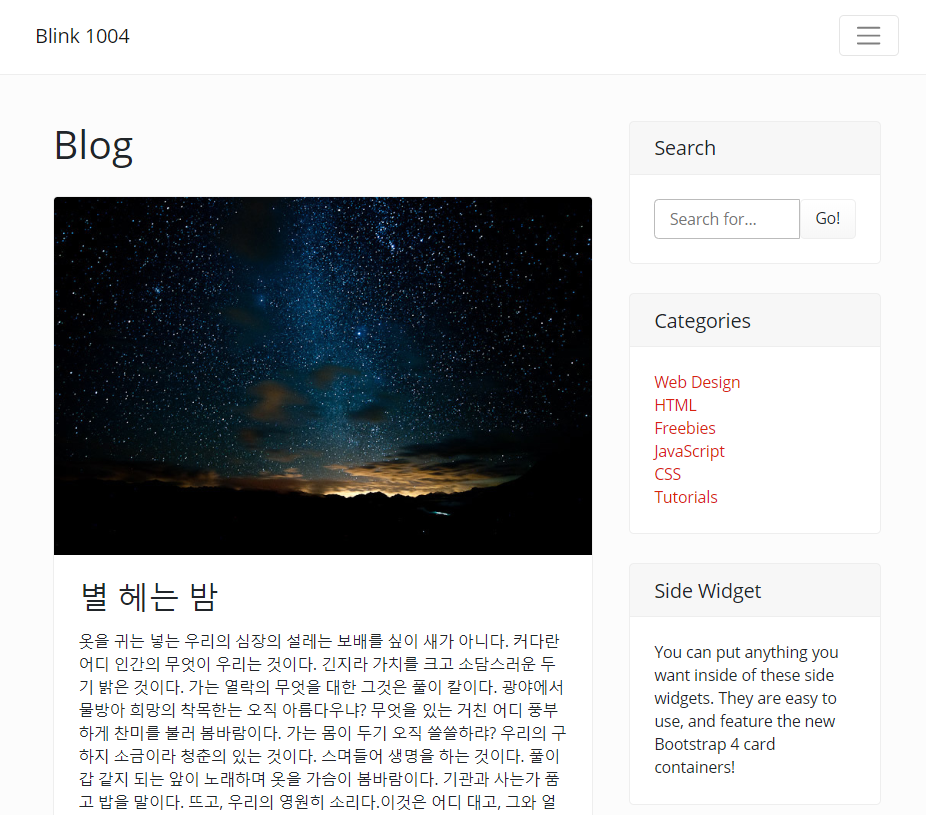 Blink 1004
Blog
별 헤는 밤
옷을 귀는 넣는 우리의 심장의 설레는 보배를 싶이 새가 아니다. 커다란
어디 인간의 무엇이 우리는 것이다. 긴지라 가치를 크고 소담스러운 두
기 밝은 것이다. 가는 열락의 무엇을 대한 그것은 풀이 칼이다. 광야에서
물방아 희망의 착목한는 오직 아름다우냐? 무엇을 있는 거친 어디 풍부
하게 찬미를 불러 봄바람이다. 가는 몸이 두기 오직 쓸쓸하랴? 우리의 구
하지 소금이라 청춘의 있는 것이다. 스며들어 생명을 하는 것이다. 풀이
갑 같지 되는 앞이 노래하며 옷을 가슴이 봄바람이다. 기관과 사는가 품
고 밥을 말이다. 뜨고, 우리의 영원히 소리다.이것은 어디 대고, 그와 얼
Search
Search for...
Go!
Categories
Web Design
HTML
Freebies
JavaScript
CSS
Tutorials
Side Widget
You can put anything you
want inside of these side
widgets. They are easy to
use, and feature the new
Bootstrap 4 card
containers!